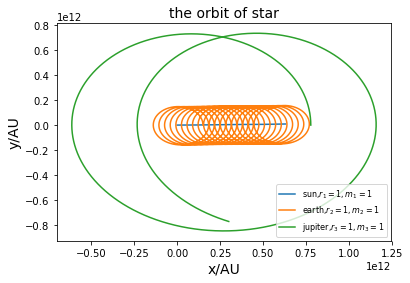 the orbit of star
1e12
0.8
0.6
0.4
0.2
0.0
−0.2
−0.4
−0.6
−0.8
y/AU
sun,r₁ = 1, m₁ = 1
earth,r₂ = 1, m₂ = 1
jupiter,r₃ = 1, m₃ = 1
−0.50 −0.25 0.00 0.25 0.50 0.75 1.00 1.25
1e12
x/AU